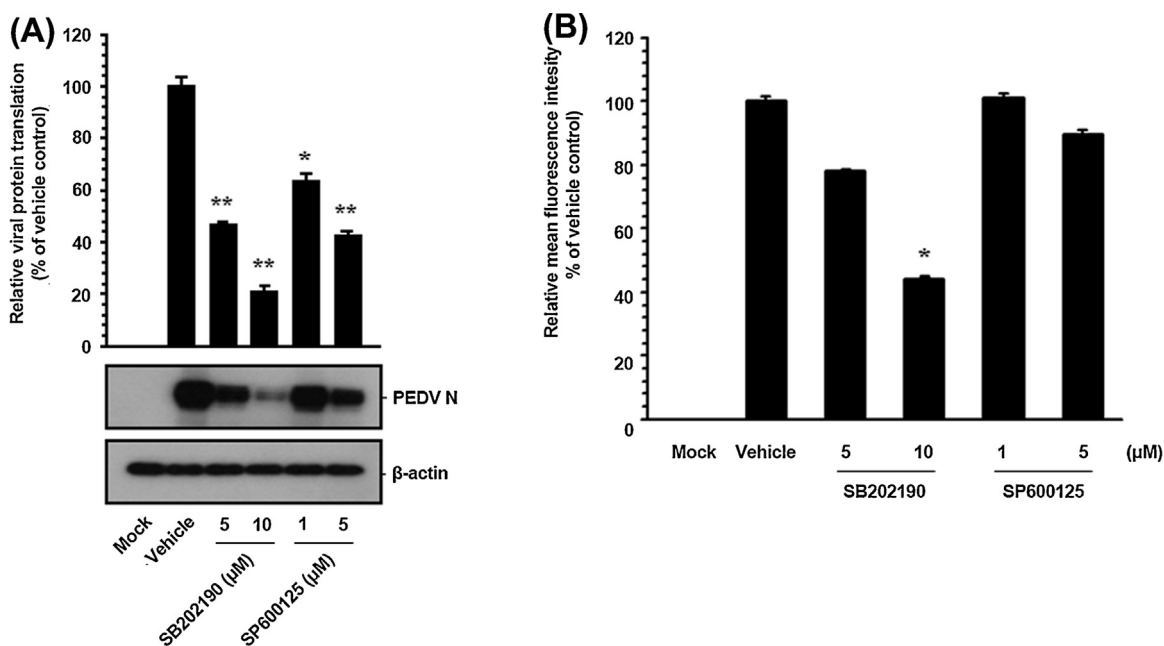 (A)
Relative viral protein translation
(% of vehicle control)
120
100
80
60
40
20
0
**
**
*
**
PEDV N
β-actin
Mock
Vehicle
5
10
1
5
SB202190 (μM)
SP600125 (μM)
(B)
Relative mean fluorescence intesity
% of vehicle control)
120
100
80
60
40
20
0
*
Mock
Vehicle
5
10
1
5
(μM)
SB202190
SP600125